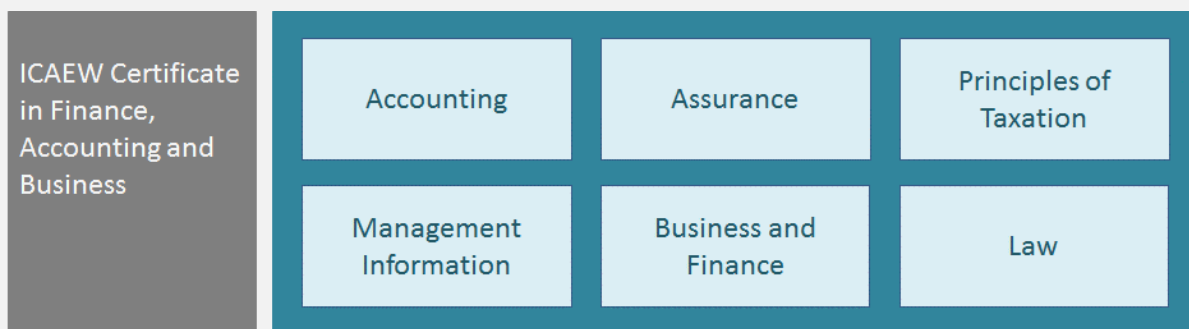 ICAEW Certificate
in Finance,
Accounting and
Business
Accounting
Assurance
Principles of
Taxation
Management
Information
Business and
Finance
Law